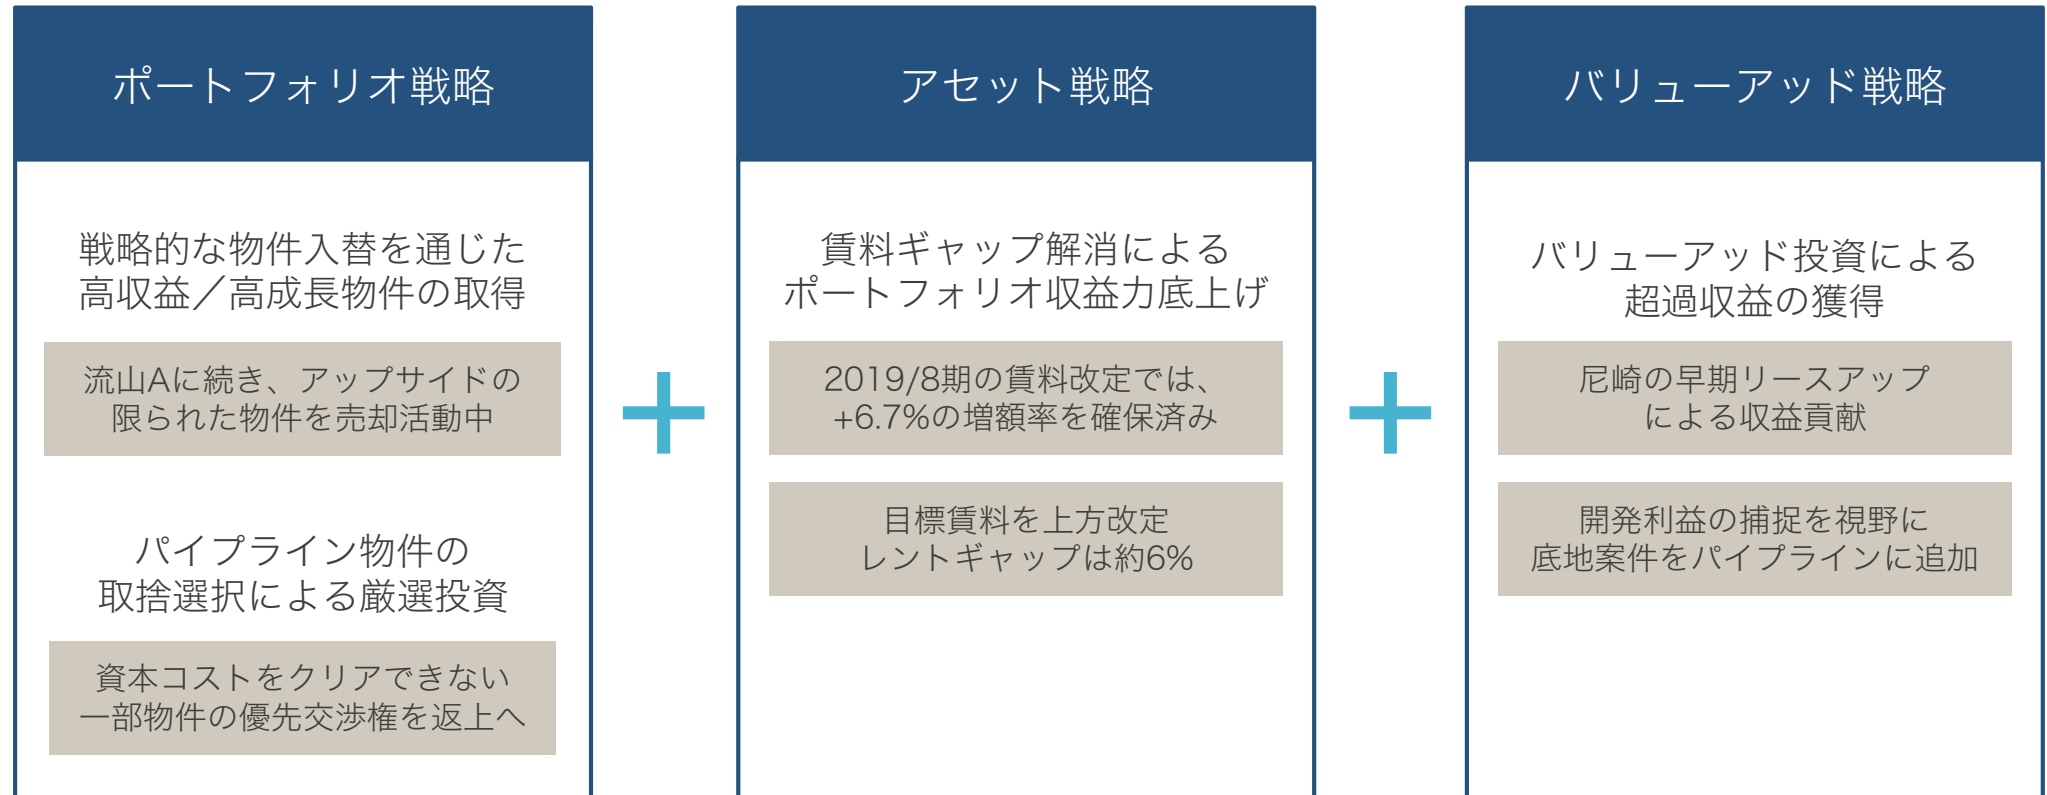 ポートフォリオ戦略
戦略的な物件入替を通じた
高収益／高成長物件の取得
流山Aに続き、アップサイドの
限られた物件を売却活動中
パイプライン物件の
取捨選択による厳選投資
資本コストをクリアできない
一部物件の優先交渉権を返上へ
アセット戦略
賃料ギャップ解消による
ポートフォリオ収益力底上げ
2019/8期の賃料改定では、
+6.7%の増額率を確保済み
目標賃料を上方改定
レントギャップは約6%
バリューアッド戦略
バリューアッド投資による
超過収益の獲得
尼崎の早期リースアップ
による収益貢献
開発利益の捕捉を視野に
底地案件をパイプラインに追加